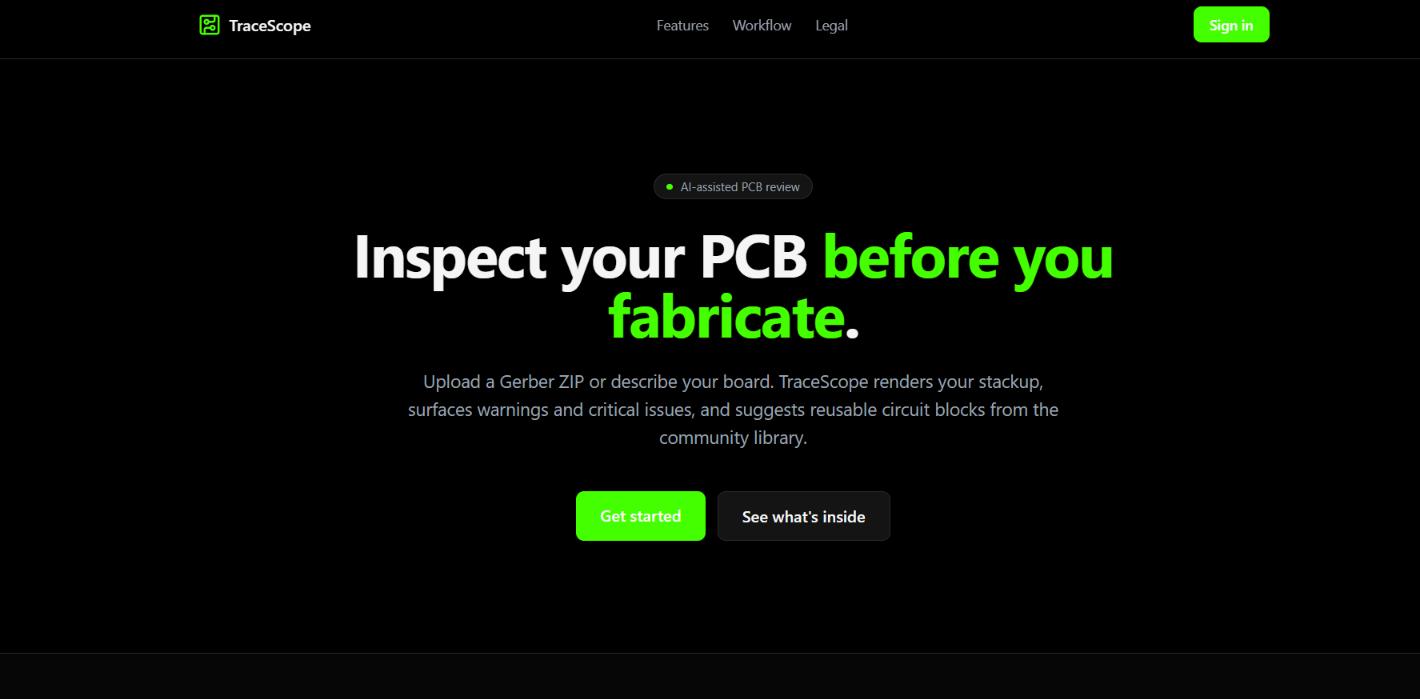 TraceScope
Features
Workflow
Legal
Sign in
AI-assisted PCB review
Inspect your PCB before you
fabricate.
Upload a Gerber ZIP or describe your board. TraceScope renders your stackup,
surfaces warnings and critical issues, and suggests reusable circuit blocks from the
community library.
Get started
See what's inside